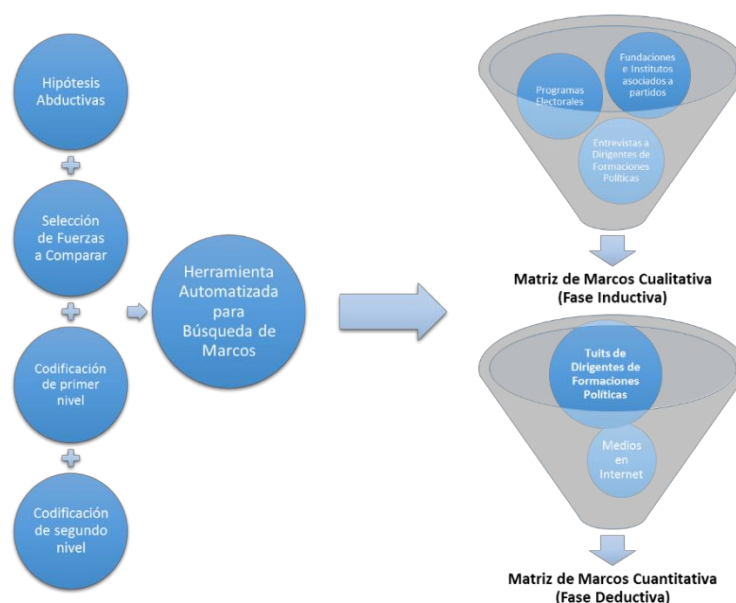 Hipótesis
Abductivas
Selección
de Fuerzas
a Comparar
Codificación
de primer
nivel
Codificación
de segundo
nivel
Herramienta
Automatizada
para
Búsqueda de
Marcos
Fundaciones
e Institutos
asociados a
partidos
Programas
Electorales
Entrevistas a
Dirigentes de
Formaciones
Políticas
Matriz de Marcos Cualitativa
(Fase Inductiva)
Tuits de
Dirigentes de
Formaciones
Políticas
Medios
en
Internet
Matriz de Marcos Cuantitativa
(Fase Deductiva)